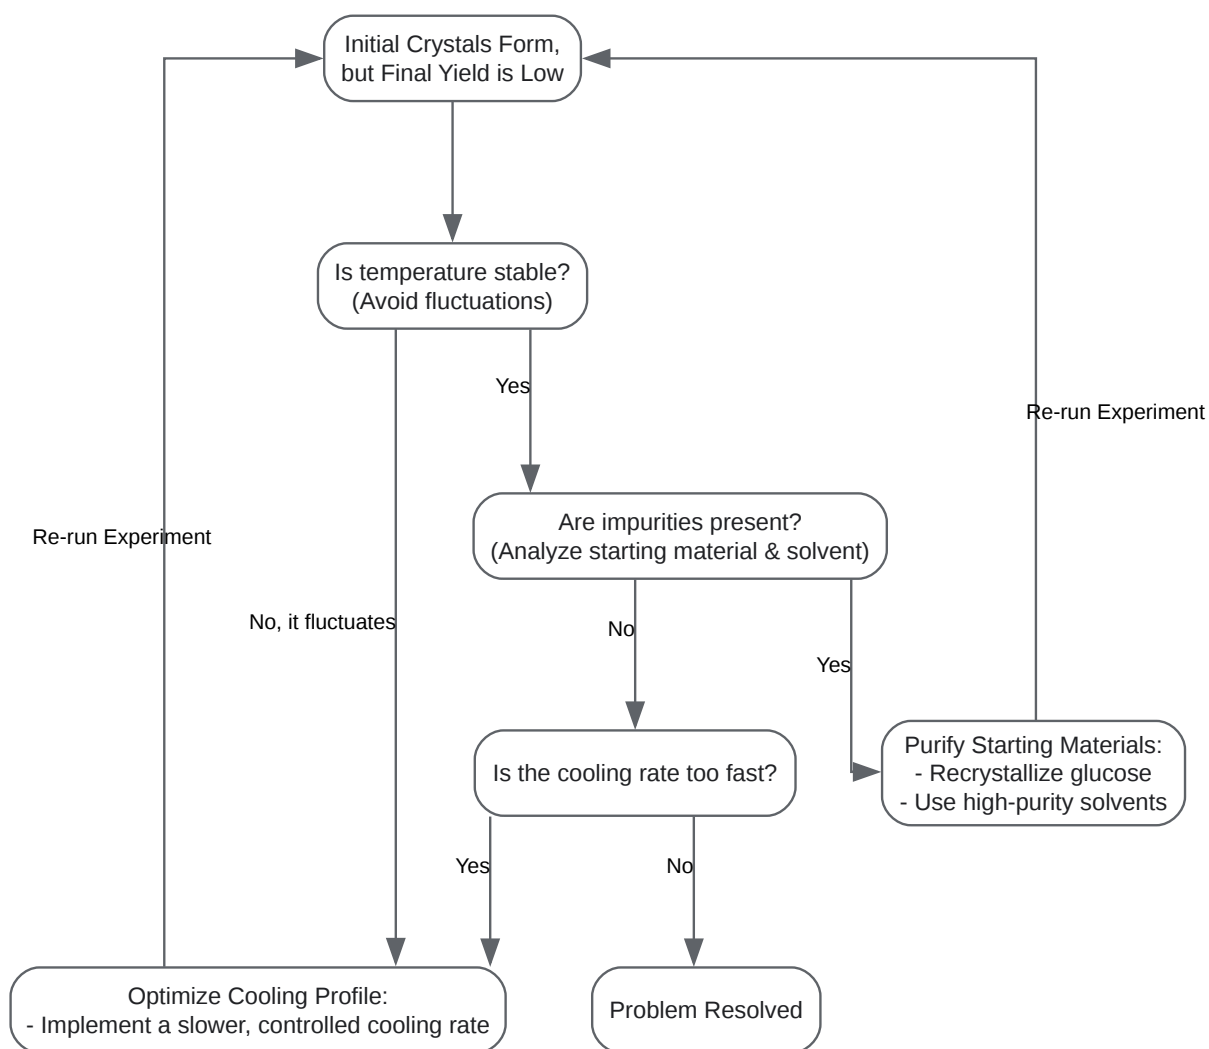 Initial Crystals Form,
but Final Yield is Low
Is temperature stable?
(Avoid fluctuations)
Yes
Re-run Experiment
Are impurities present?
(Analyze starting material & solvent)
Re-run Experiment
No, it fluctuates
No
Yes
Purify Starting Materials:
- Recrystallize glucose
- Use high-purity solvents
Is the cooling rate too fast?
Yes
No
Optimize Cooling Profile:
- Implement a slower, controlled cooling rate
Problem Resolved